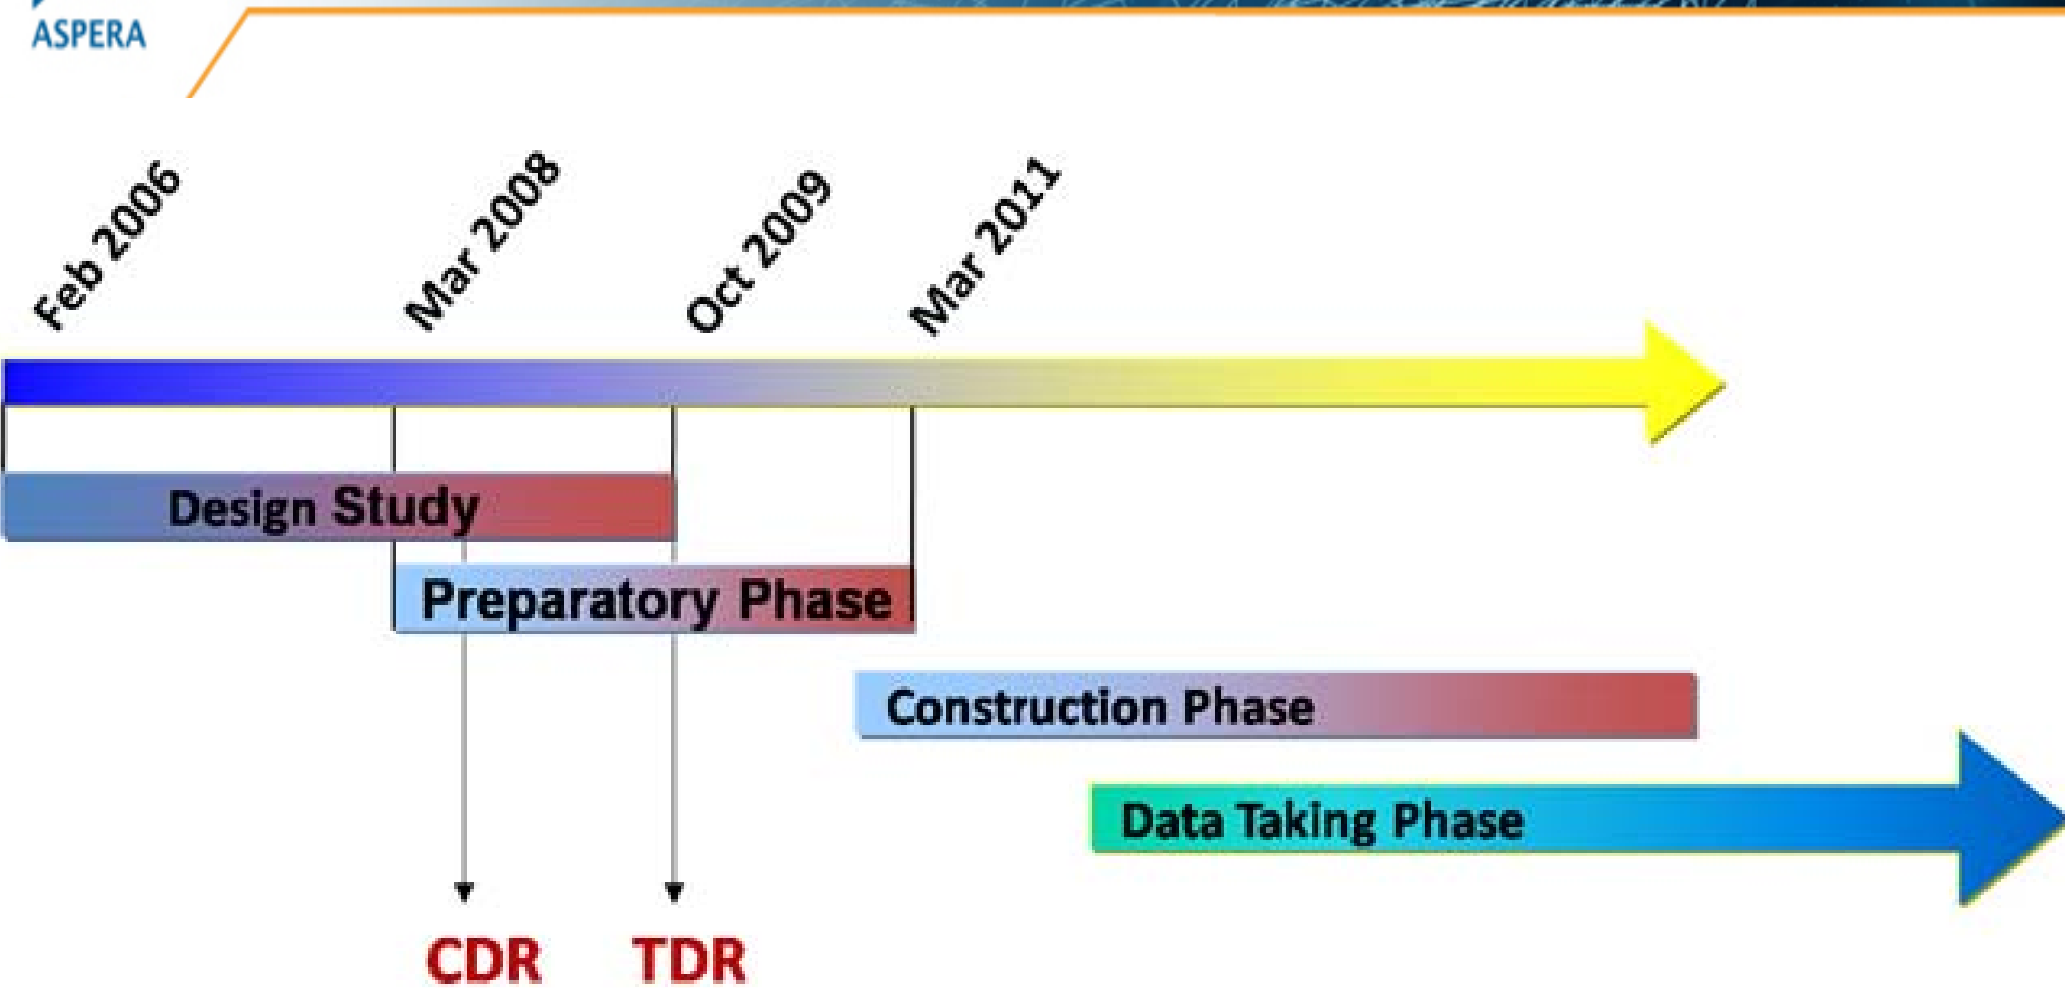 ASPERA
Feb 2006
Mar 2008
Oct 2009
Mar 2011
Design Study
Preparatory Phase
Construction Phase
Data Taking Phase
CDR
TDR